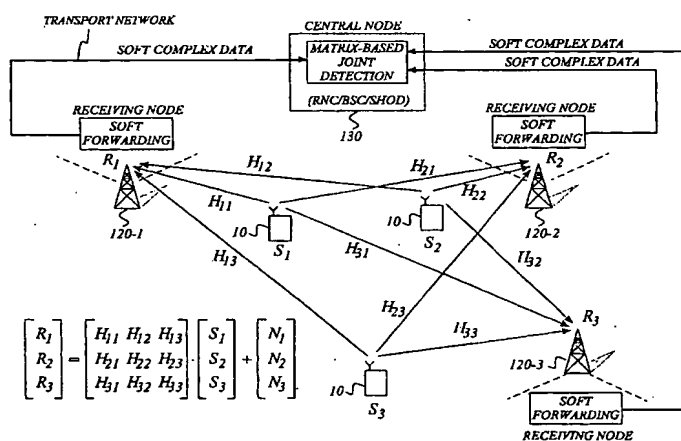 TRANSPORT NETWORK
CENTRAL NODE
SOFT COMPLEX DATA
MATRIX-BASED
JOINT
DETECTION
SOFT COMPLEX DATA
SOFT COMPLEX DATA
(RNC/BSC/SHOD)
130
RECEIVING NODE
SOFT
FORWARDING
RECEIVING NODE
SOFT
FORWARDING
R1
H12
H21
R2
H11
H22
120-1
10
S1
10
S2
120-2
H13
H31
H32
H23
H33
R3
120-3
10
S3
[R1] = [H11 H12 H13] · [S1] + [N1]
[R2] [H21 H22 H23] [S2] [N2]
[R3] [H31 H32 H33] [S3] [N3]
SOFT
FORWARDING
RECEIVING NODE